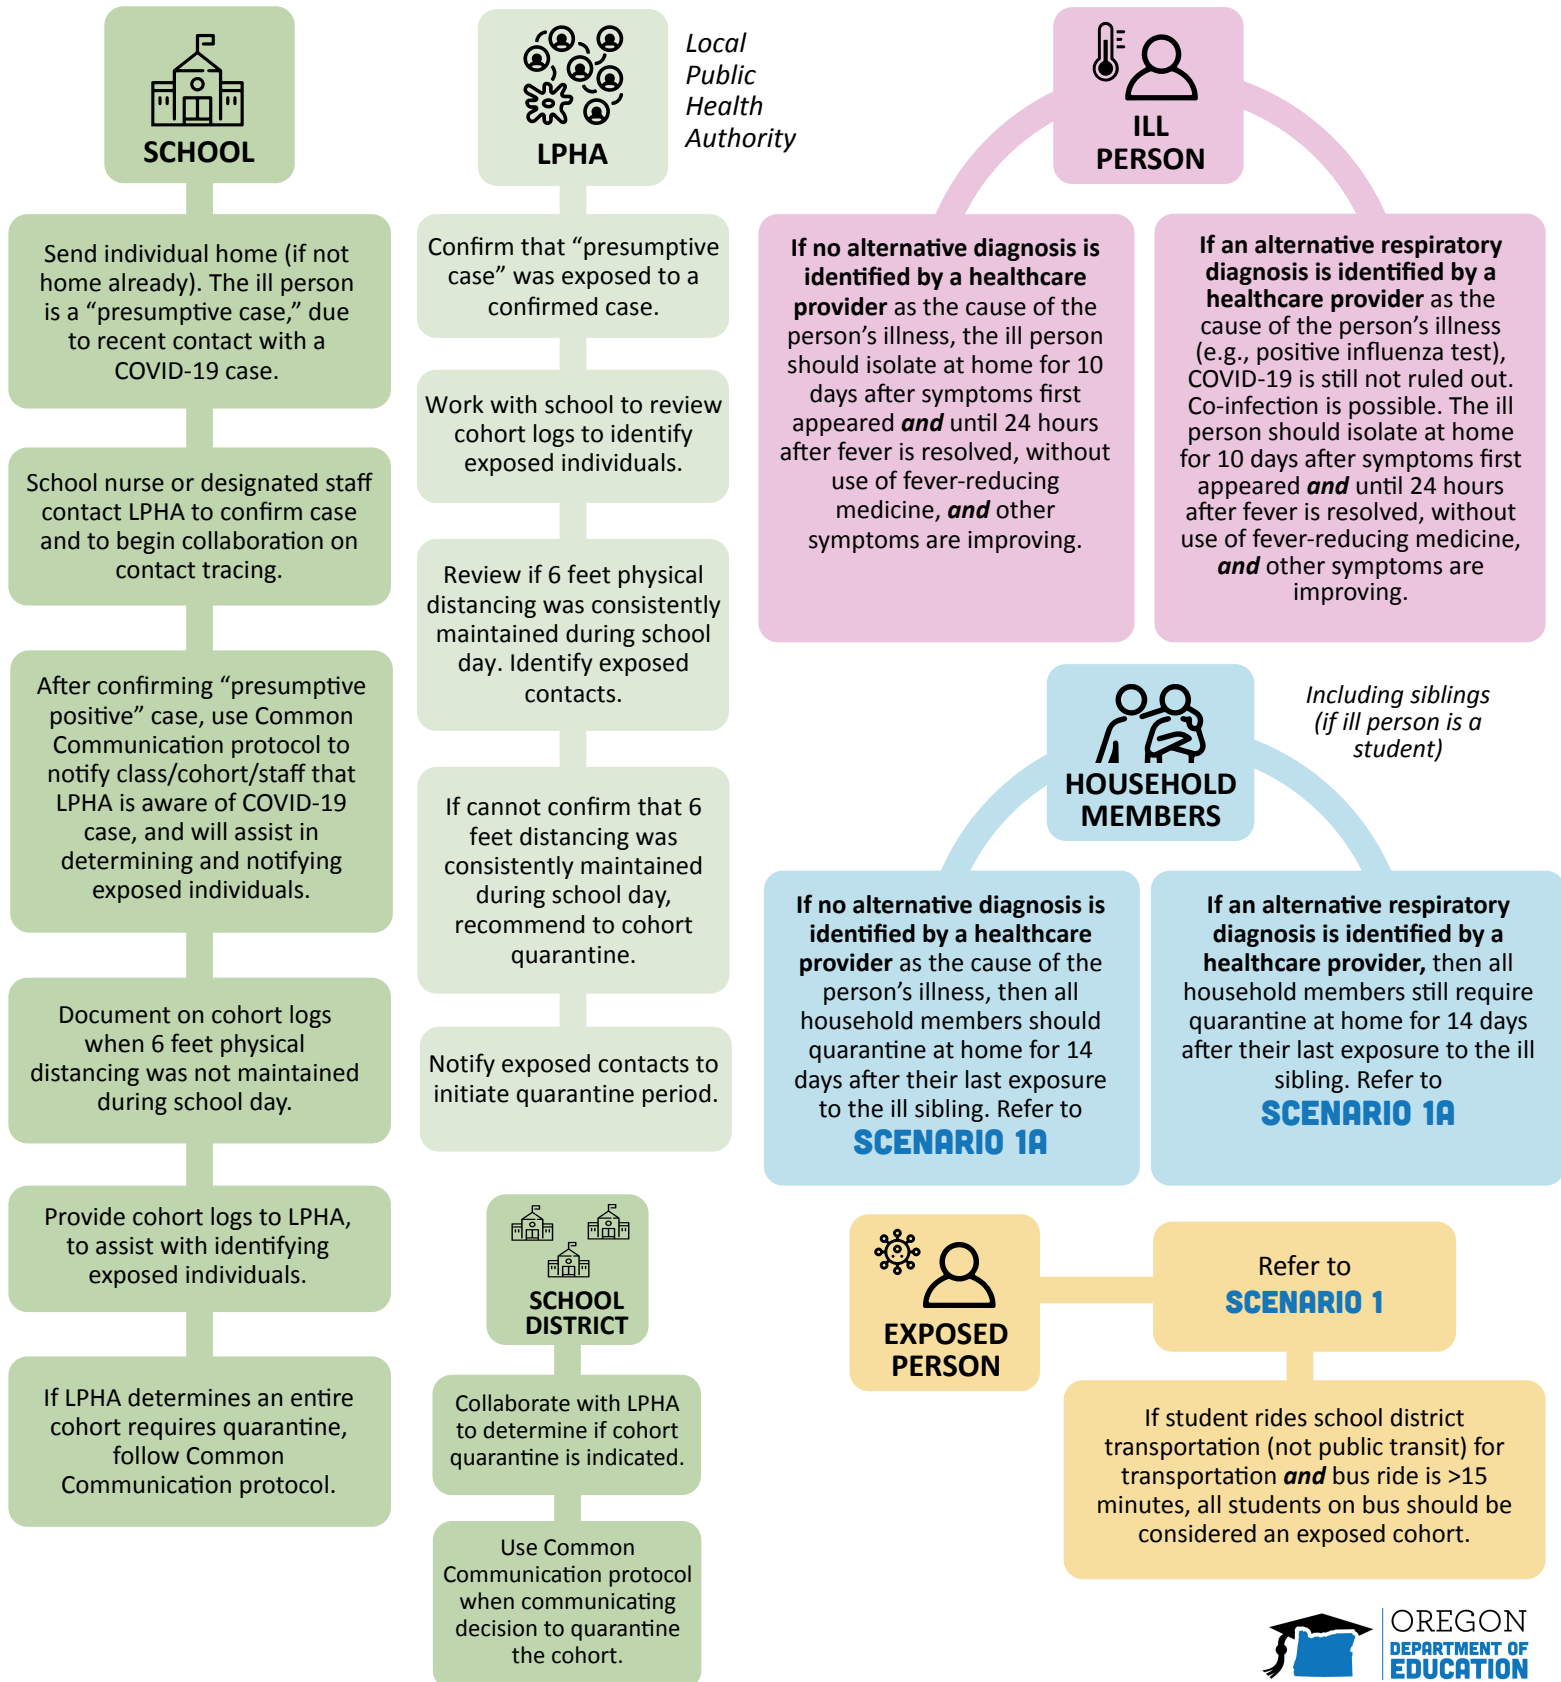 SCHOOL
Send individual home (if not
home already). The ill person
is a “presumptive case,” due
to recent contact with a
COVID-19 case.
School nurse or designated staff
contact LPHA to confirm case
and to begin collaboration on
contact tracing.
After confirming “presumptive
positive” case, use Common
Communication protocol to
notify class/cohort/staff that
LPHA is aware of COVID-19
case, and will assist in
determining and notifying
exposed individuals.
Document on cohort logs
when 6 feet physical
distancing was not maintained
during school day.
Provide cohort logs to LPHA,
to assist with identifying
exposed individuals.
If LPHA determines an entire
cohort requires quarantine,
follow Common
Communication protocol.
LPHA
Local
Public
Health
Authority
Confirm that “presumptive
case” was exposed to a
confirmed case.
Work with school to review
cohort logs to identify
exposed individuals.
Review if 6 feet physical
distancing was consistently
maintained during school
day. Identify exposed
contacts.
If cannot confirm that 6
feet distancing was
consistently maintained
during school day,
recommend to cohort
quarantine.
Notify exposed contacts to
initiate quarantine period.
SCHOOL
DISTRICT
Collaborate with LPHA
to determine if cohort
quarantine is indicated.
Use Common
Communication protocol
when communicating
decision to quarantine
the cohort.
ILL
PERSON
If no alternative diagnosis is
identified by a healthcare
provider as the cause of the
person’s illness, the ill person
should isolate at home for 10
days after symptoms first
appeared and until 24 hours
after fever is resolved, without
use of fever-reducing
medicine, and other
symptoms are improving.
If an alternative respiratory
diagnosis is identified by a
healthcare provider as the
cause of the person’s illness
(e.g., positive influenza test),
COVID-19 is still not ruled out.
Co-infection is possible. The ill
person should isolate at home
for 10 days after symptoms first
appeared and until 24 hours
after fever is resolved, without
use of fever-reducing medicine,
and other symptoms are
improving.
HOUSEHOLD
MEMBERS
Including siblings
(if ill person is a
student)
If no alternative diagnosis is
identified by a healthcare
provider as the cause of the
person’s illness, then all
household members should
quarantine at home for 14
days after their last exposure
to the ill sibling. Refer to
SCENARIO 1A
If an alternative respiratory
diagnosis is identified by a
healthcare provider, then all
household members still require
quarantine at home for 14 days
after their last exposure to the ill
sibling. Refer to
SCENARIO 1A
EXPOSED
PERSON
Refer to
SCENARIO 1
If student rides school district
transportation (not public transit) for
transportation and bus ride is >15
minutes, all students on bus should be
considered an exposed cohort.
OREGON
DEPARTMENT OF
EDUCATION